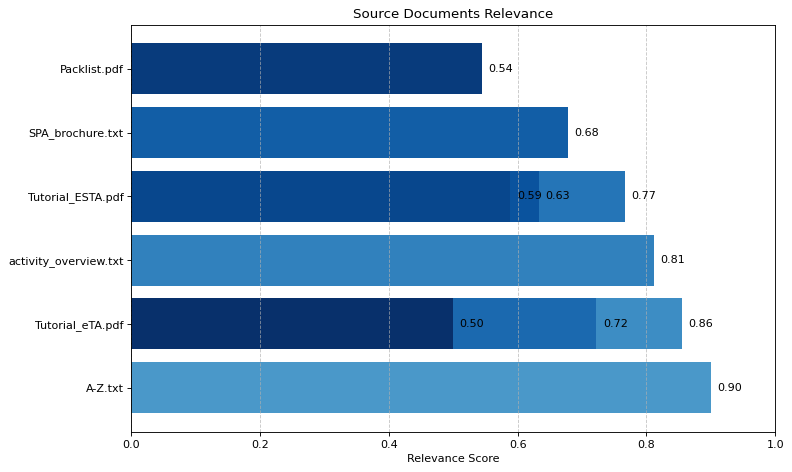 Source Documents Relevance
Packlist.pdf 0.54
SPA_brochure.txt 0.68
Tutorial_ESTA.pdf 0.59 0.63 0.77
activity_overview.txt 0.81
Tutorial_eTA.pdf 0.50 0.72 0.86
A-Z.txt 0.90
0.0 0.2 0.4 0.6 0.8 1.0
Relevance Score